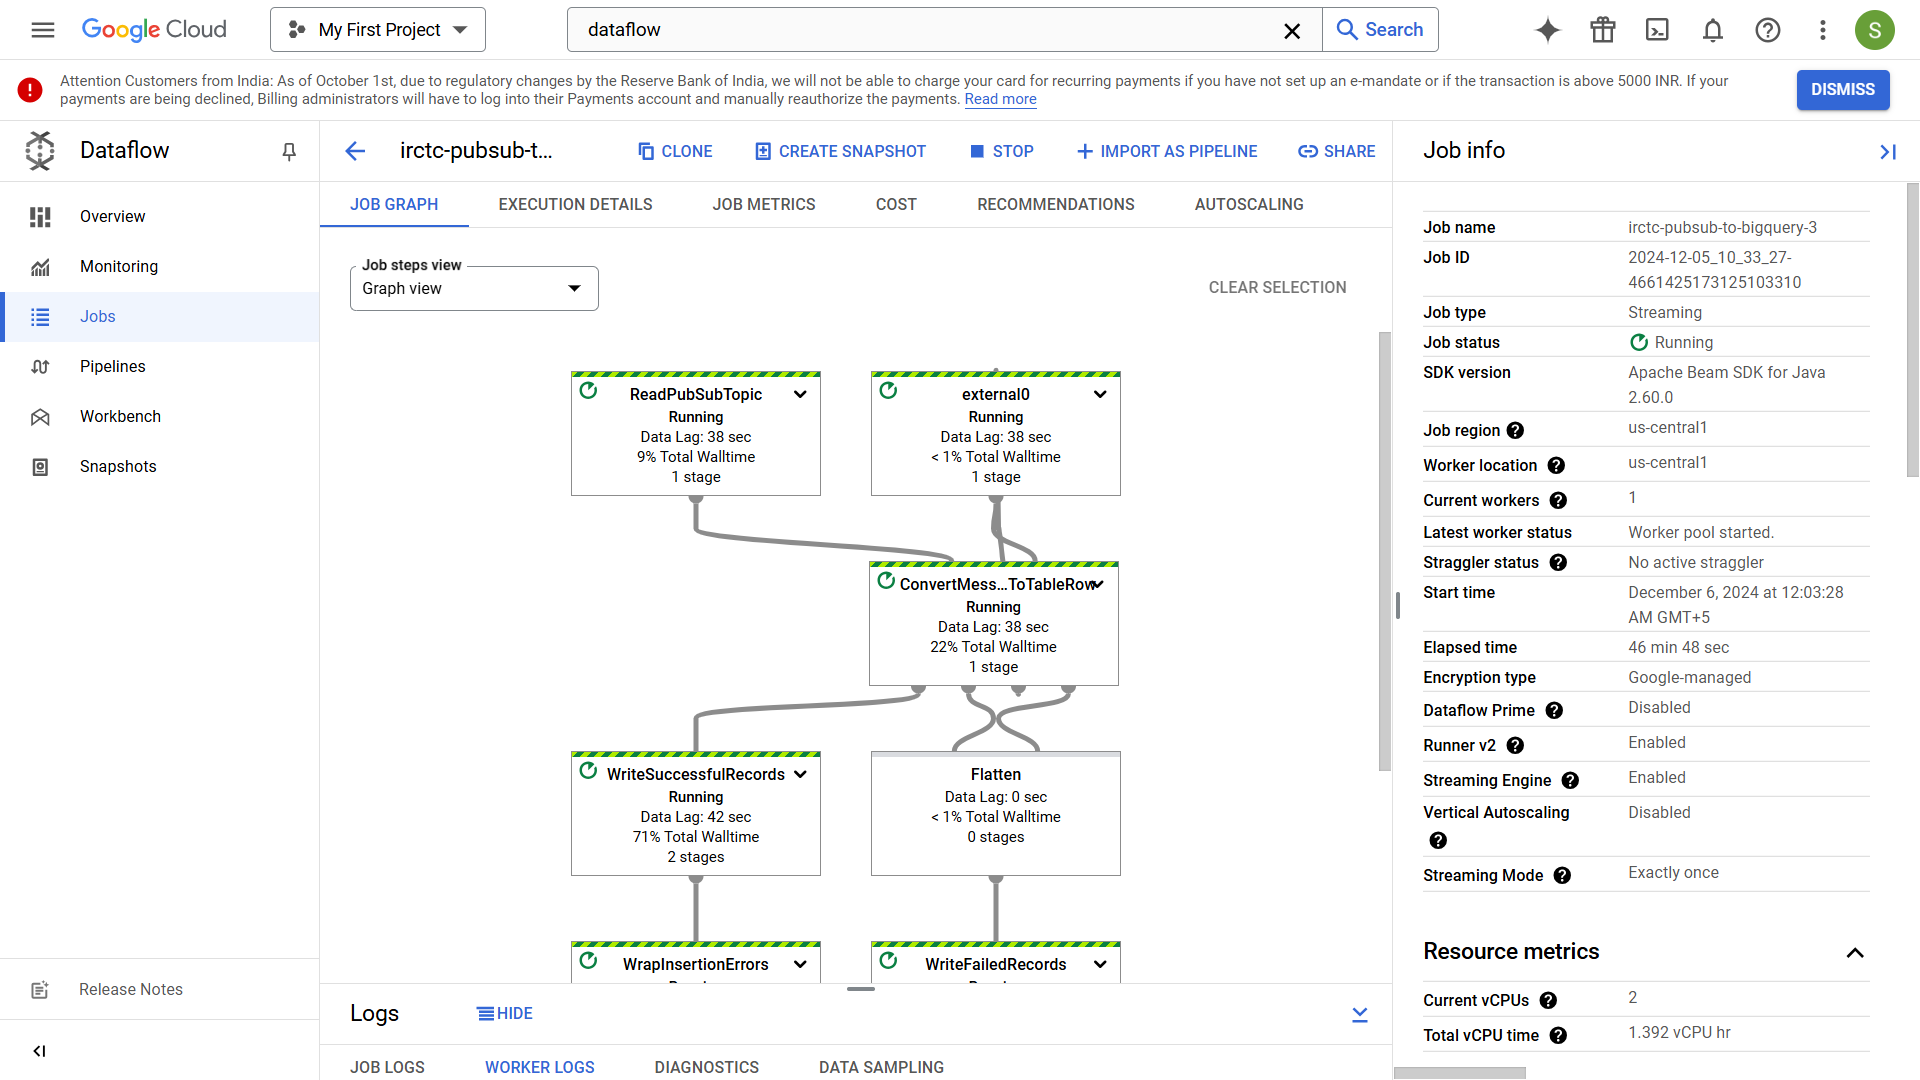 Google Cloud
My First Project
dataflow
Search
S
Attention Customers from India: As of October 1st, due to regulatory changes by the Reserve Bank of India, we will not be able to charge your card for recurring payments if you have not set up an e-mandate or if the transaction is above 5000 INR. If your
payments are being declined, Billing administrators will have to log into their Payments account and manually reauthorize the payments. Read more
DISMISS
Dataflow
Overview
Monitoring
Jobs
Pipelines
Workbench
Snapshots
Release Notes
irctc-pubsub-t...
CLONE
CREATE SNAPSHOT
STOP
IMPORT AS PIPELINE
SHARE
JOB GRAPH
EXECUTION DETAILS
JOB METRICS
COST
RECOMMENDATIONS
AUTOSCALING
Job steps view
Graph view
CLEAR SELECTION
ReadPubSubTopic
Running
Data Lag: 38 sec
9% Total Walltime
1 stage
external0
Running
Data Lag: 38 sec
< 1% Total Walltime
1 stage
ConvertMess...ToTableRow
Running
Data Lag: 38 sec
22% Total Walltime
1 stage
WriteSuccessfulRecords
Running
Data Lag: 42 sec
71% Total Walltime
2 stages
Flatten
Data Lag: 0 sec
< 1% Total Walltime
0 stages
WrapInsertionErrors
WriteFailedRecords
Logs
HIDE
JOB LOGS
WORKER LOGS
DIAGNOSTICS
DATA SAMPLING
Job info
Job name irctc-pubsub-to-bigquery-3
Job ID 2024-12-05_10_33_27-
4661425173125103310
Job type Streaming
Job status Running
SDK version Apache Beam SDK for Java
2.60.0
Job region us-central1
Worker location us-central1
Current workers 1
Latest worker status Worker pool started.
Straggler status No active straggler
Start time December 6, 2024 at 12:03:28
AM GMT+5
Elapsed time 46 min 48 sec
Encryption type Google-managed
Dataflow Prime Disabled
Runner v2 Enabled
Streaming Engine Enabled
Vertical Autoscaling Disabled
Streaming Mode Exactly once
Resource metrics
Current vCPUs 2
Total vCPU time 1.392 vCPU hr